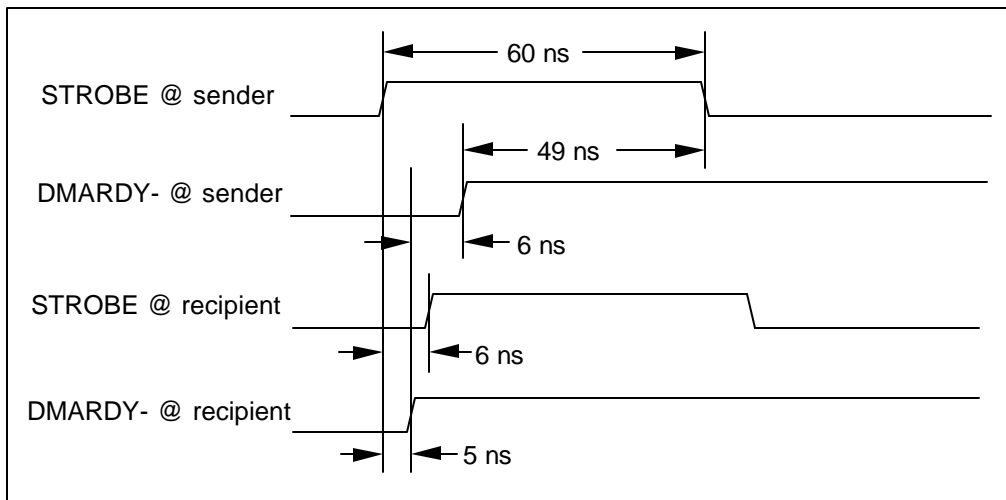 60 ns
STROBE @ sender
49 ns
DMARDY- @ sender
6 ns
STROBE @ recipient
6 ns
DMARDY- @ recipient
5 ns